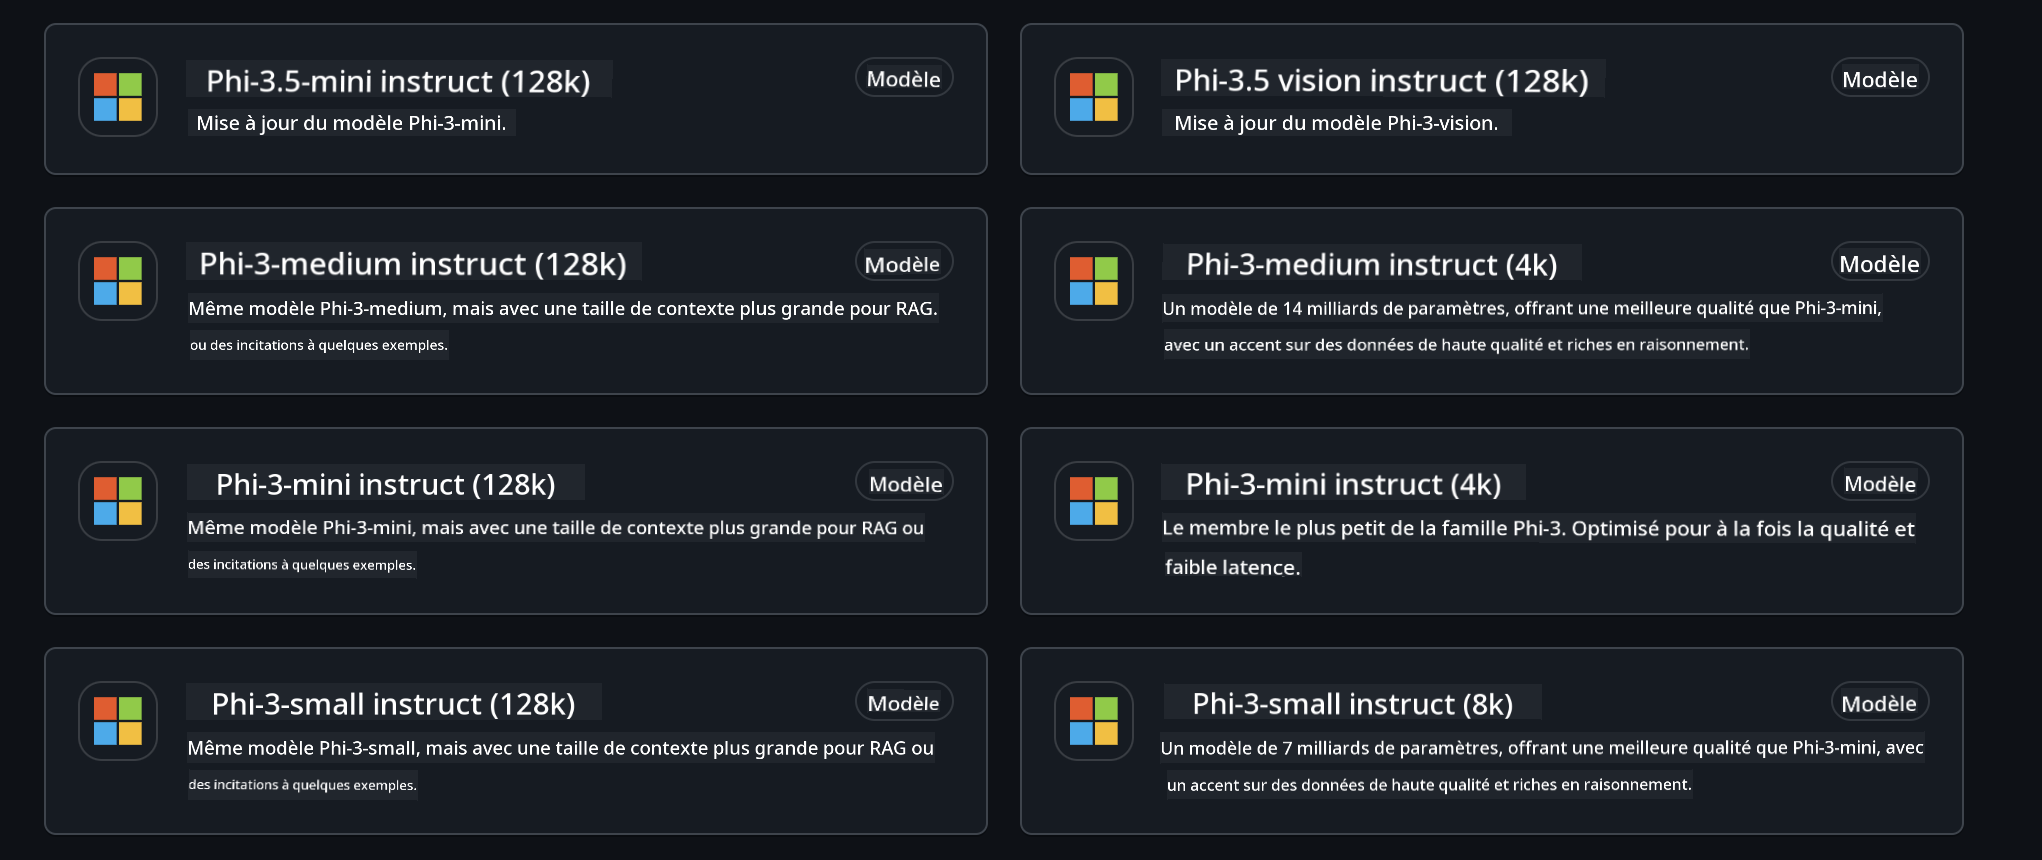 Phi-3.5-mini instruct (128k)
Modèle
Mise à jour du modèle Phi-3-mini.
Phi-3.5 vision instruct (128k)
Modèle
Mise à jour du modèle Phi-3-vision.
Phi-3-medium instruct (128k)
Modèle
Même modèle Phi-3-medium, mais avec une taille de contexte plus grande pour RAG.
ou des incitations à quelques exemples.
Phi-3-medium instruct (4k)
Modèle
Un modèle de 14 milliards de paramètres, offrant une meilleure qualité que Phi-3-mini,
avec un accent sur des données de haute qualité et riches en raisonnement.
Phi-3-mini instruct (128k)
Modèle
Même modèle Phi-3-mini, mais avec une taille de contexte plus grande pour RAG ou
des incitations à quelques exemples.
Phi-3-mini instruct (4k)
Modèle
Le membre le plus petit de la famille Phi-3. Optimisé pour à la fois la qualité et
faible latence.
Phi-3-small instruct (128k)
Modèle
Même modèle Phi-3-small, mais avec une taille de contexte plus grande pour RAG ou
des incitations à quelques exemples.
Phi-3-small instruct (8k)
Modèle
Un modèle de 7 milliards de paramètres, offrant une meilleure qualité que Phi-3-mini, avec
un accent sur des données de haute qualité et riches en raisonnement.